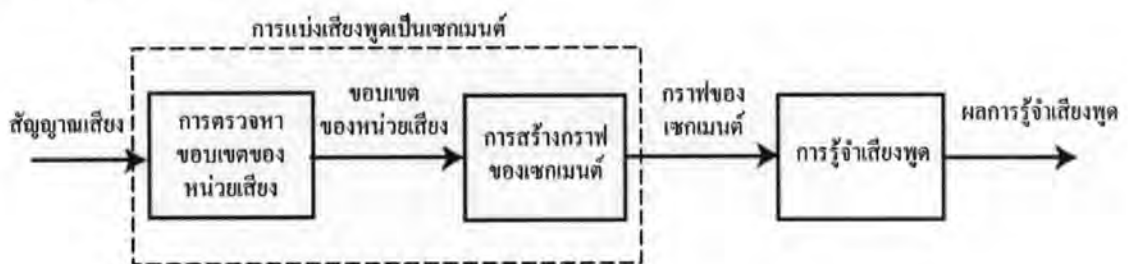 การแบ่งเสียงพูดเป็นเซกเมนต์
สัญญาณเสียง
การตรวจหา
ขอบเขตของ
หน่วยเสียง
ขอบเขต
ของหน่วยเสียง
การสร้างกราฟ
ของเซกเมนต์
กราฟของ
เซกเมนต์
การรู้จำเสียงพูด
ผลการรู้จำเสียงพูด